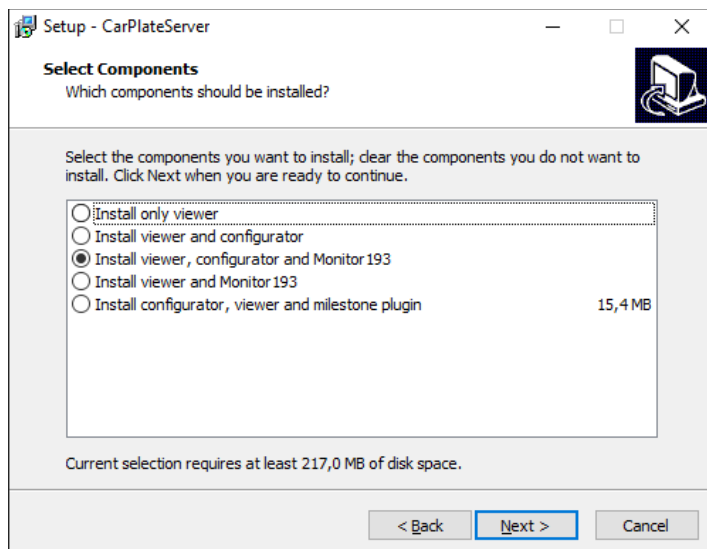 Setup - CarPlateServer
Select Components
Which components should be installed?
Select the components you want to install; clear the components you do not want to
install. Click Next when you are ready to continue.
Install only viewer
Install viewer and configurator
Install viewer, configurator and Monitor193
Install viewer and Monitor193
Install configurator, viewer and milestone plugin 15,4 MB
Current selection requires at least 217,0 MB of disk space.
< Back Next > Cancel